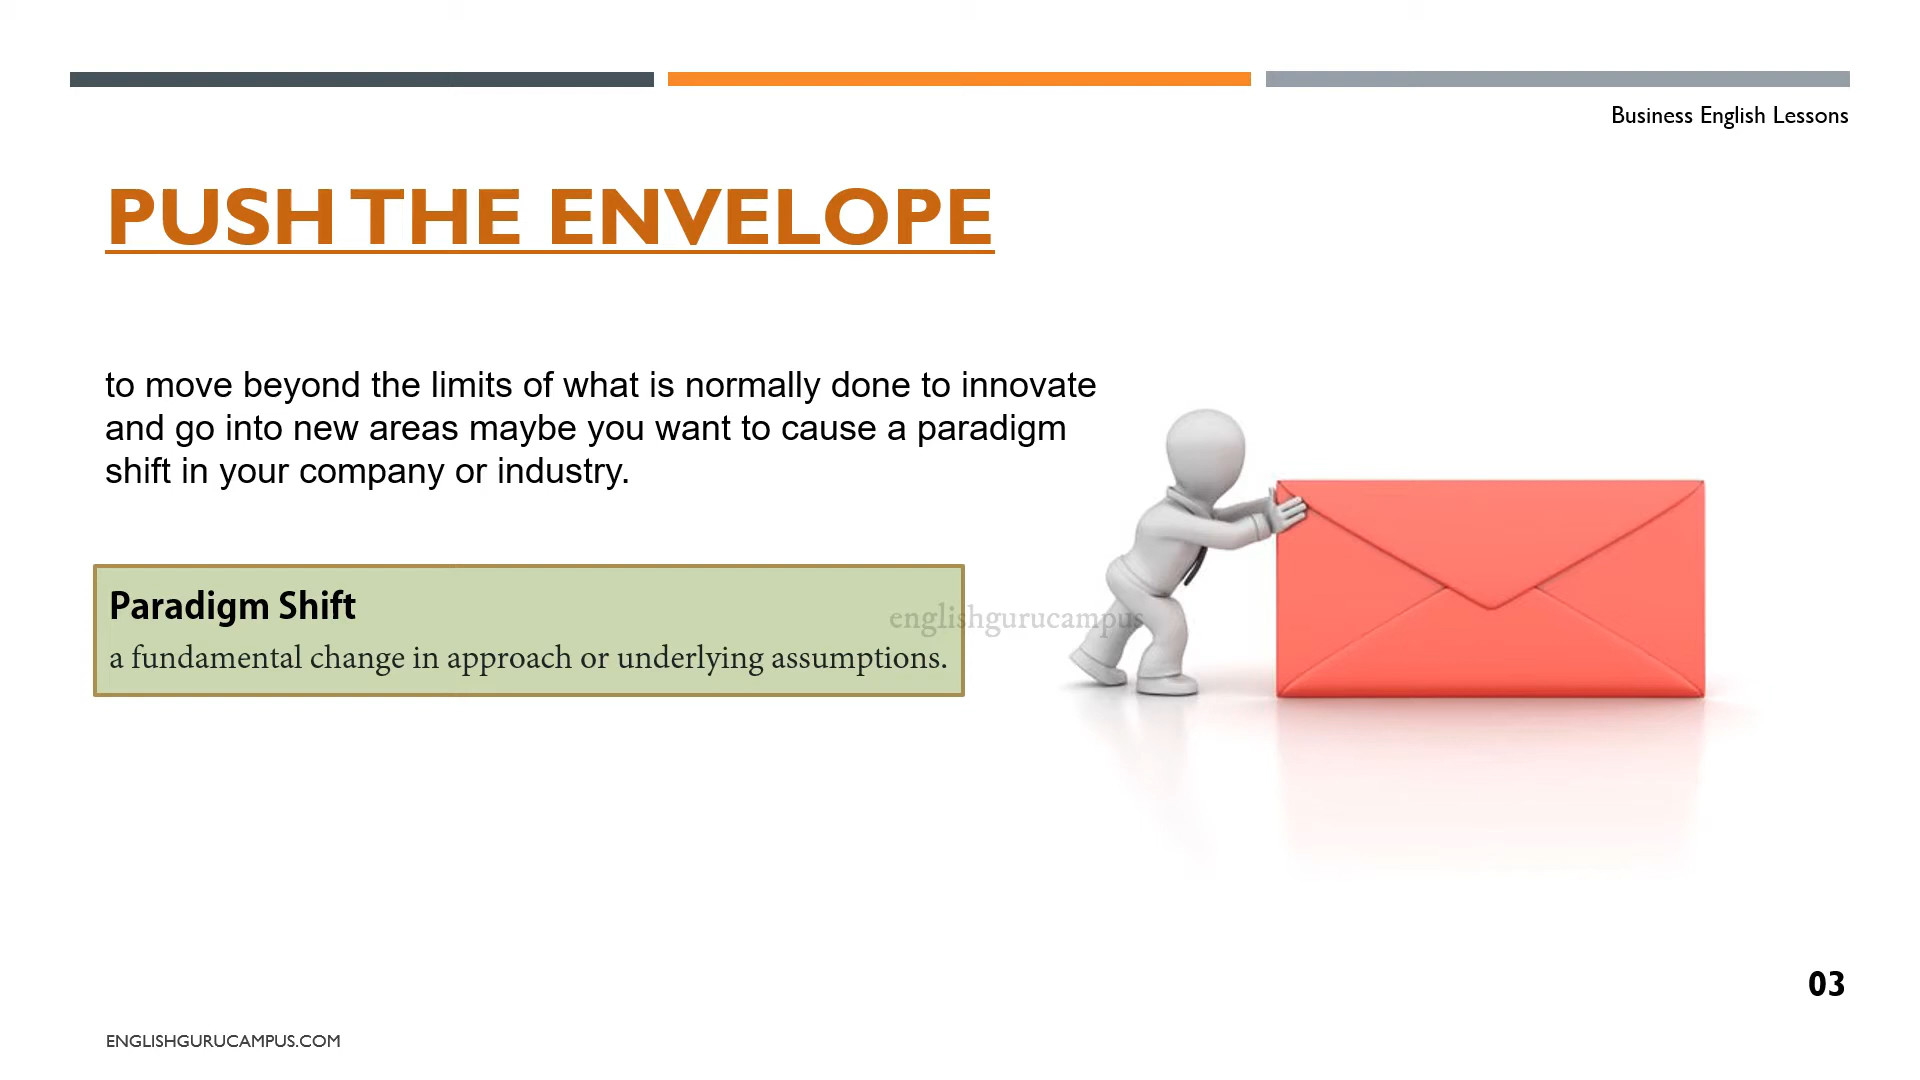 Business English Lessons
PUSH THE ENVELOPE
to move beyond the limits of what is normally done to innovate
and go into new areas maybe you want to cause a paradigm
shift in your company or industry.
Paradigm Shift
a fundamental change in approach or underlying assumptions.
englishgurucampus
03
ENGLISHGURUCAMPUS.COM